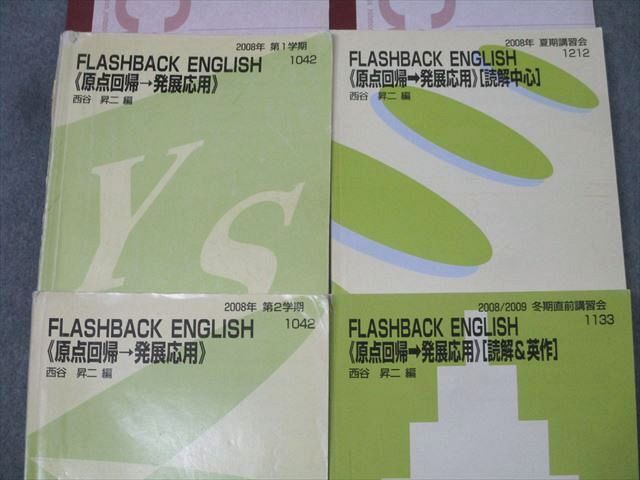 2008年 第1学期
FLASHBACK ENGLISH
1042
《原点回帰→発展応用》
西谷 昇二 編
YS
2008年 夏期講習会
FLASHBACK ENGLISH
1212
《原点回帰➡発展応用》[読解中心]
西谷 昇二 編
2008年 第2学期
FLASHBACK ENGLISH
1042
《原点回帰→発展応用》
西谷 昇二 編
2008/2009 冬期直前講習会
FLASHBACK ENGLISH
1133
《原点回帰➡発展応用》[読解&英作]
西谷 昇二 編